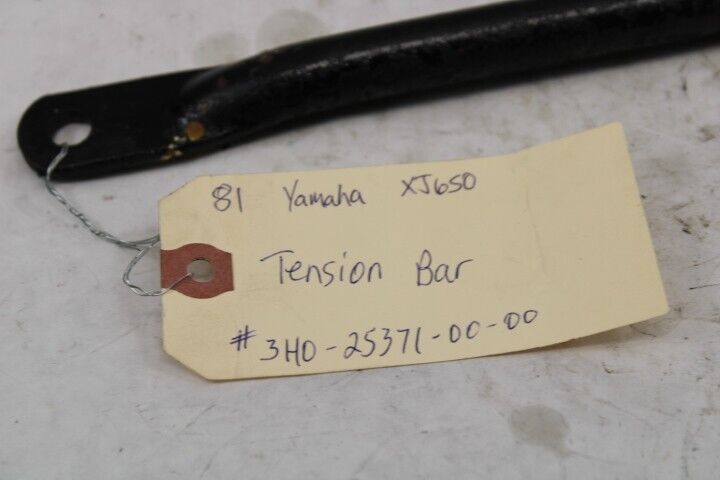 81 Yamaha XJ650
Tension Bar
# 3H0-25371-00-00